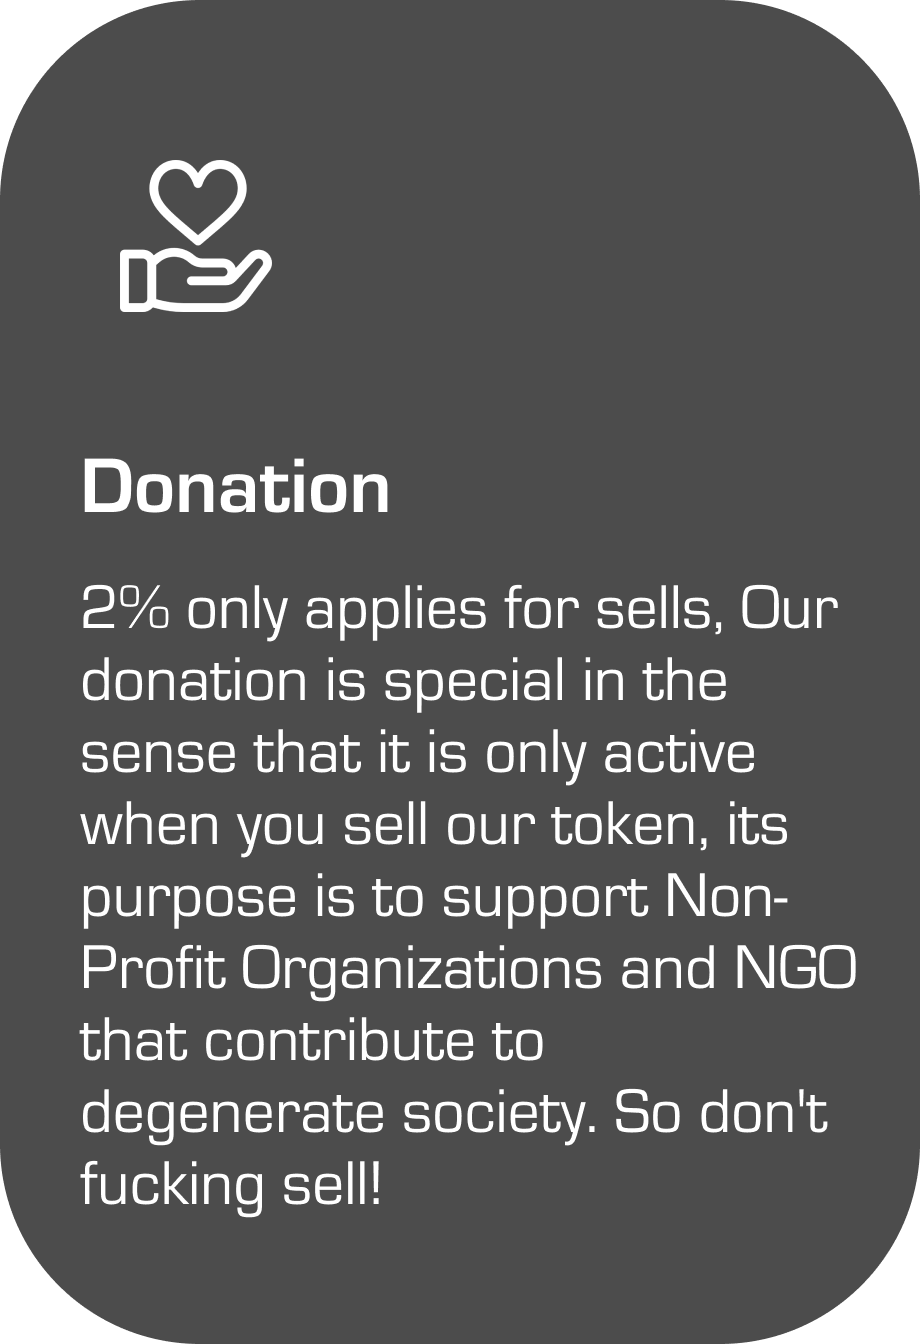 Donation
2% only applies for sells, Our
donation is special in the
sense that it is only active
when you sell our token, its
purpose is to support Non-
Profit Organizations and NGO
that contribute to
degenerate society. So don't
fucking sell!